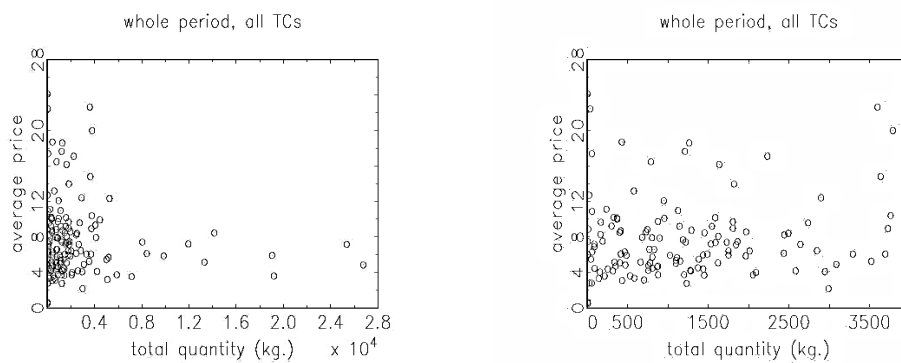 whole period, all TCs
average price
28
20
12
8
4
0
0.4 0.8 1.2 1.6 2.0 2.4 2.8
total quantity (kg.) x 10^4
whole period, all TCs
average price
28
20
12
8
4
0
0 500 1500 2500 3500
total quantity (kg.)